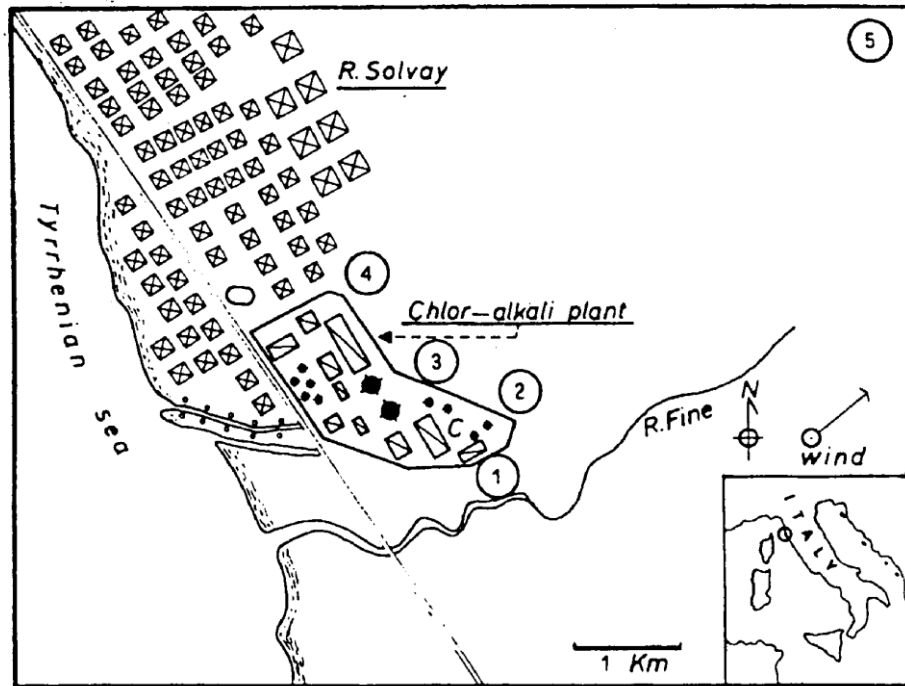 5
R. Solvay
Tyrrhenian
sea
4
Chlor-alkali plant
3
2
C
R. Fine
N
wind
1
ITALY
1 Km